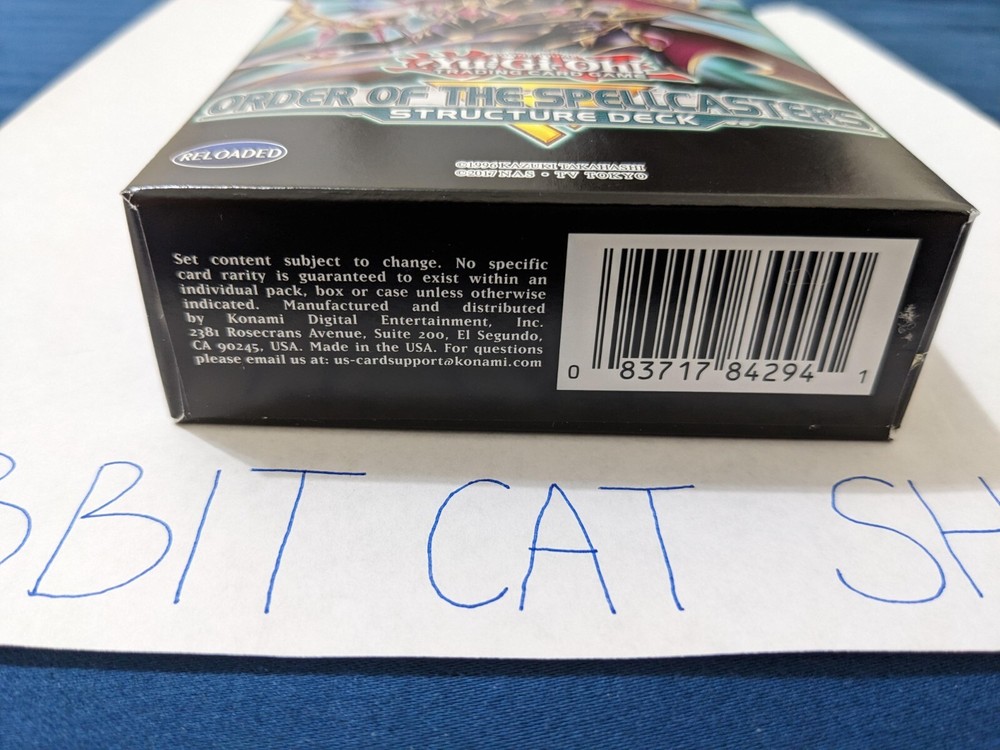 Yu-Gi-Oh!
TRADING CARD GAME
ORDER OF THE SPELLCASTERS
STRUCTURE DECK
RELOADED
©1996 KAZUKI TAKAHASHI
©2017 NAS • TV TOKYO
Set content subject to change. No specific
card rarity is guaranteed to exist within an
individual pack, box or case unless otherwise
indicated. Manufactured and distributed
by Konami Digital Entertainment, Inc.
2381 Rosecrans Avenue, Suite 200, El Segundo,
CA 90245, USA. Made in the USA. For questions
please email us at: us-cardsupport@konami.com
0 83717 84294 1
BBIT CAT SH